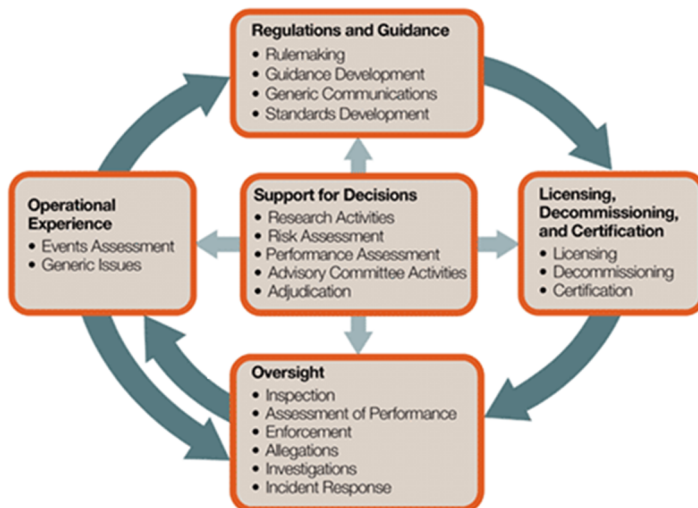 Regulations and Guidance
• Rulemaking
• Guidance Development
• Generic Communications
• Standards Development
Operational
Experience
• Events Assessment
• Generic Issues
Support for Decisions
• Research Activities
• Risk Assessment
• Performance Assessment
• Advisory Committee Activities
• Adjudication
Licensing,
Decommissioning,
and Certification
• Licensing
• Decommissioning
• Certification
Oversight
• Inspection
• Assessment of Performance
• Enforcement
• Allegations
• Investigations
• Incident Response